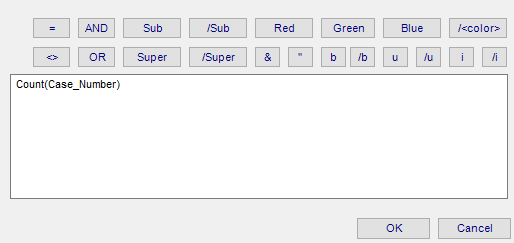 = AND Sub /Sub Red Green Blue /<color>
<> OR Super /Super & " b /b u /u i /i
Count(Case_Number)
OK Cancel